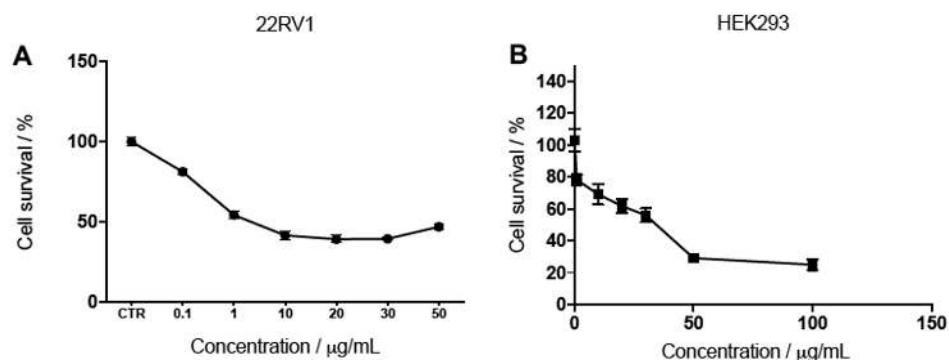 22RV1
A
150
100
50
0
Cell survival / %
CTR
0.1
1
10
20
30
50
Concentration / μg/mL
HEK293
B
140
120
100
80
60
40
20
0
Cell survival / %
0
50
100
150
Concentration / μg/mL